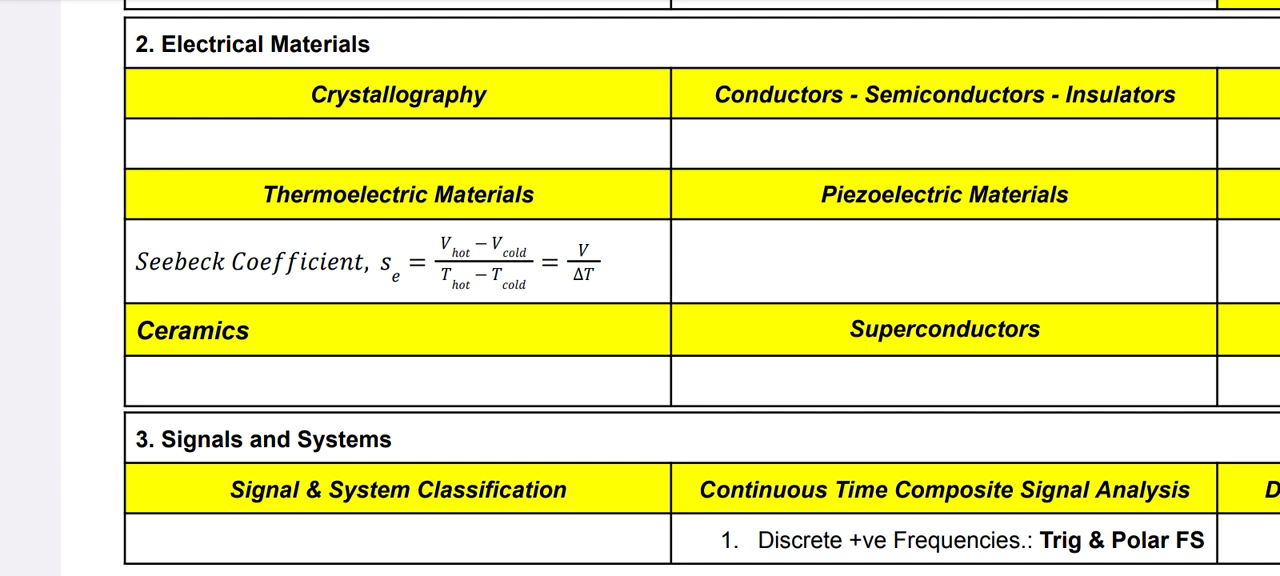 2. Electrical Materials
Crystallography
Conductors - Semiconductors - Insulators
Thermoelectric Materials
Piezoelectric Materials
Seebeck Coefficient, s_e = (V_hot − V_cold)/(T_hot − T_cold) = V/ΔT
Ceramics
Superconductors
3. Signals and Systems
Signal & System Classification
Continuous Time Composite Signal Analysis
D
1. Discrete +ve Frequencies.: Trig & Polar FS